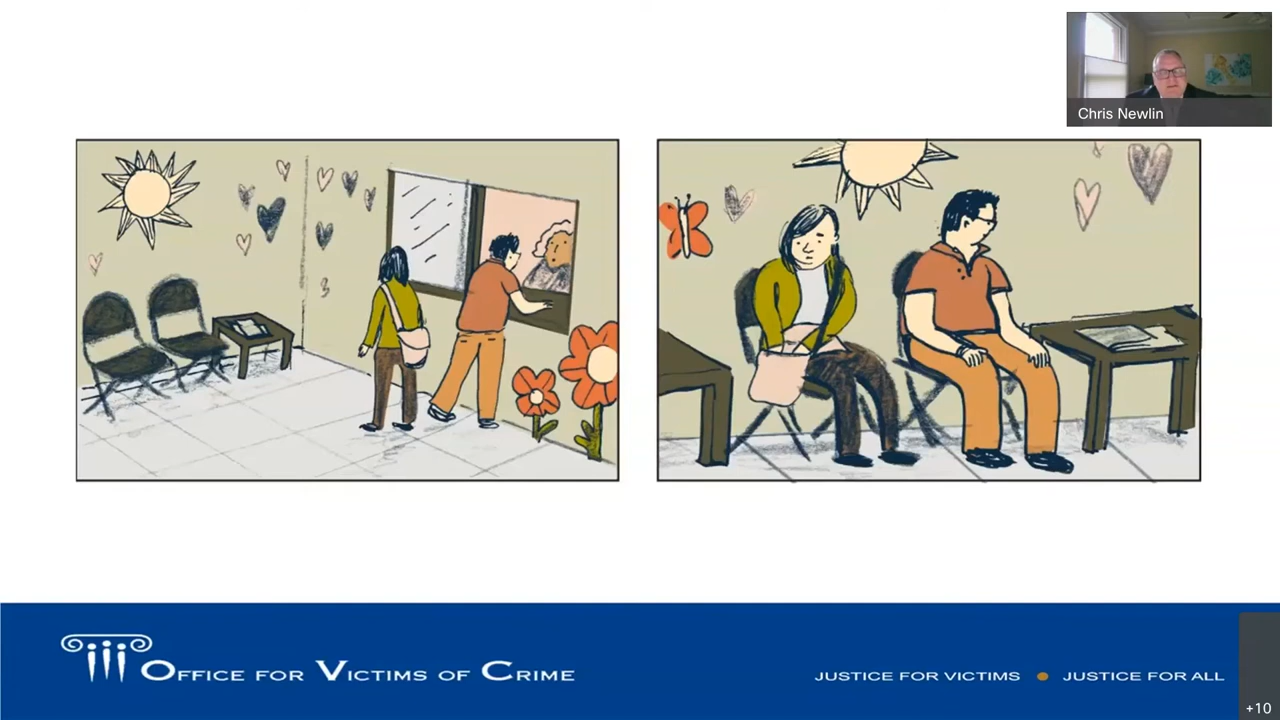 Chris Newlin
OFFICE FOR VICTIMS OF CRIME
JUSTICE FOR VICTIMS ● JUSTICE FOR ALL
+10